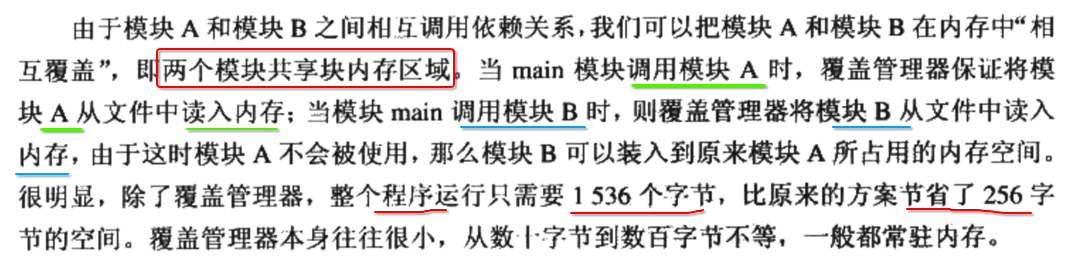 由于模块 A 和模块 B 之间相互调用依赖关系,我们可以把模块 A 和模块 B 在内存中“相
互覆盖”, 即两个模块共享块内存区域。当 main 模块调用模块 A 时, 覆盖管理器保证将模
块 A 从文件中读入内存; 当模块 main 调用模块 B 时, 则覆盖管理器将模块 B 从文件中读入
内存, 由于这时模块 A 不会被使用, 那么模块 B 可以装入到原来模块 A 所占用的内存空间。
很明显, 除了覆盖管理器, 整个程序运行只需要 1 536 个字节, 比原来的方案节省了 256 字
节的空间。覆盖管理器本身往往很小, 从数十字节到数百字节不等, 一般都常驻内存。